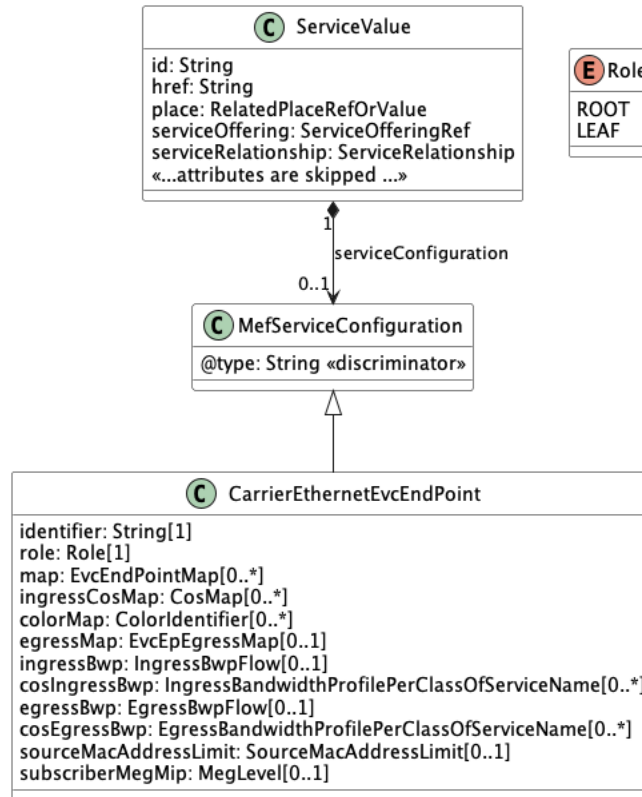 C ServiceValue
id: String
href: String
place: RelatedPlaceRefOrValue
serviceOffering: ServiceOfferingRef
serviceRelationship: ServiceRelationship
«...attributes are skipped ...»
E Role
ROOT
LEAF
1
serviceConfiguration
0..1
C MefServiceConfiguration
@type: String «discriminator»
C CarrierEthernetEvcEndPoint
identifier: String[1]
role: Role[1]
map: EvcEndPointMap[0..*]
ingressCosMap: CosMap[0..*]
colorMap: ColorIdentifier[0..*]
egressMap: EvcEpEgressMap[0..1]
ingressBwp: IngressBwpFlow[0..1]
cosIngressBwp: IngressBandwidthProfilePerClassOfServiceName[0..*]
egressBwp: EgressBwpFlow[0..1]
cosEgressBwp: EgressBandwidthProfilePerClassOfServiceName[0..*]
sourceMacAddressLimit: SourceMacAddressLimit[0..1]
subscriberMegMip: MegLevel[0..1]